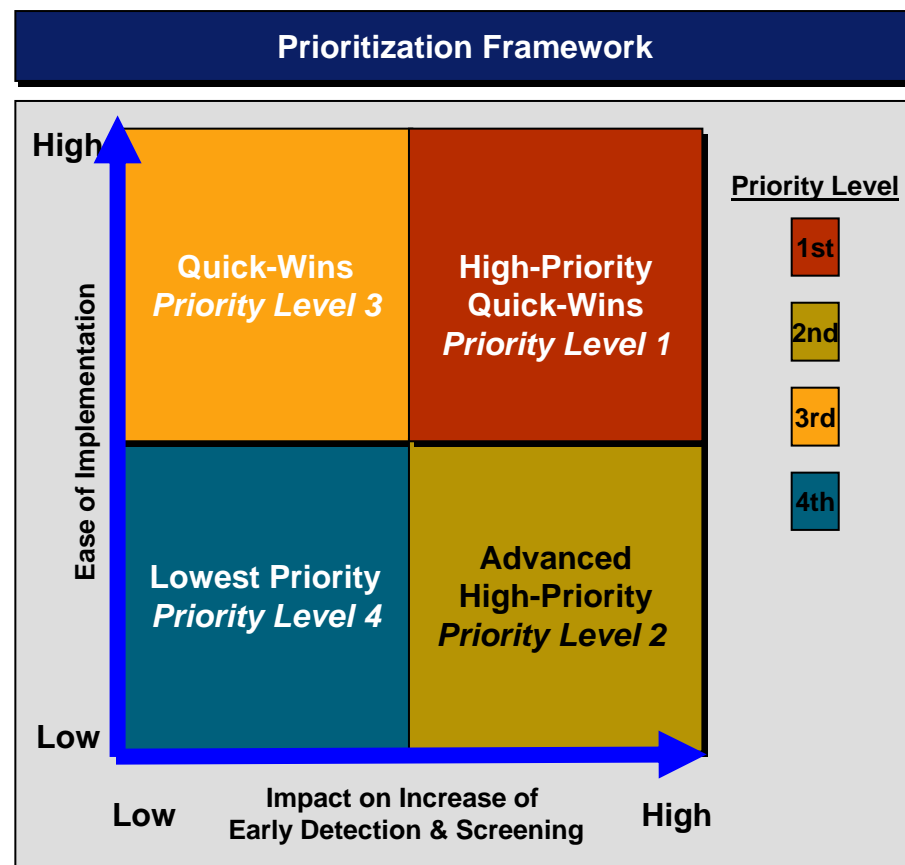 Prioritization Framework
High
Priority Level
1st
2nd
3rd
4th
Quick-Wins
Priority Level 3
High-Priority
Quick-Wins
Priority Level 1
Ease of Implementation
Lowest Priority
Priority Level 4
Advanced
High-Priority
Priority Level 2
Low
Low
Impact on Increase of
Early Detection & Screening
High